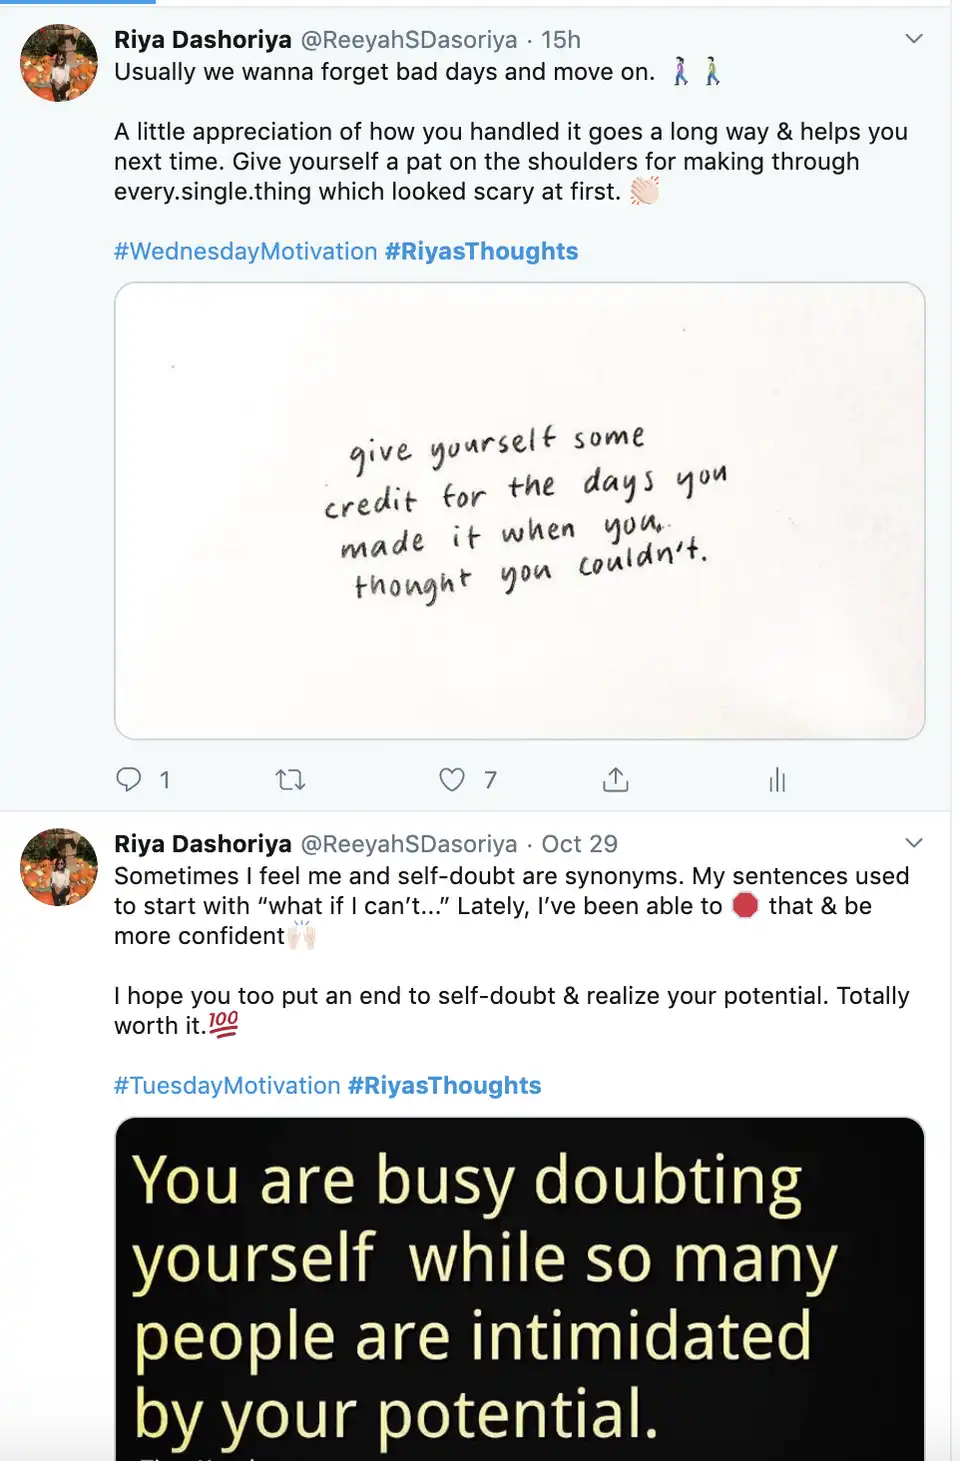 Riya Dashoriya @ReeyahSDasoriya · 15h
Usually we wanna forget bad days and move on. 🚶‍♀️🚶
A little appreciation of how you handled it goes a long way & helps you
next time. Give yourself a pat on the shoulders for making through
every.single.thing which looked scary at first. 👏🏻
#WednesdayMotivation #RiyasThoughts
give yourself some
credit for the days you
made it when you
thought you couldn't.
1 7
Riya Dashoriya @ReeyahSDasoriya · Oct 29
Sometimes I feel me and self-doubt are synonyms. My sentences used
to start with “what if I can’t...” Lately, I’ve been able to 🛑 that & be
more confident🙌🏻
I hope you too put an end to self-doubt & realize your potential. Totally
worth it.💯
#TuesdayMotivation #RiyasThoughts
You are busy doubting
yourself while so many
people are intimidated
by your potential.